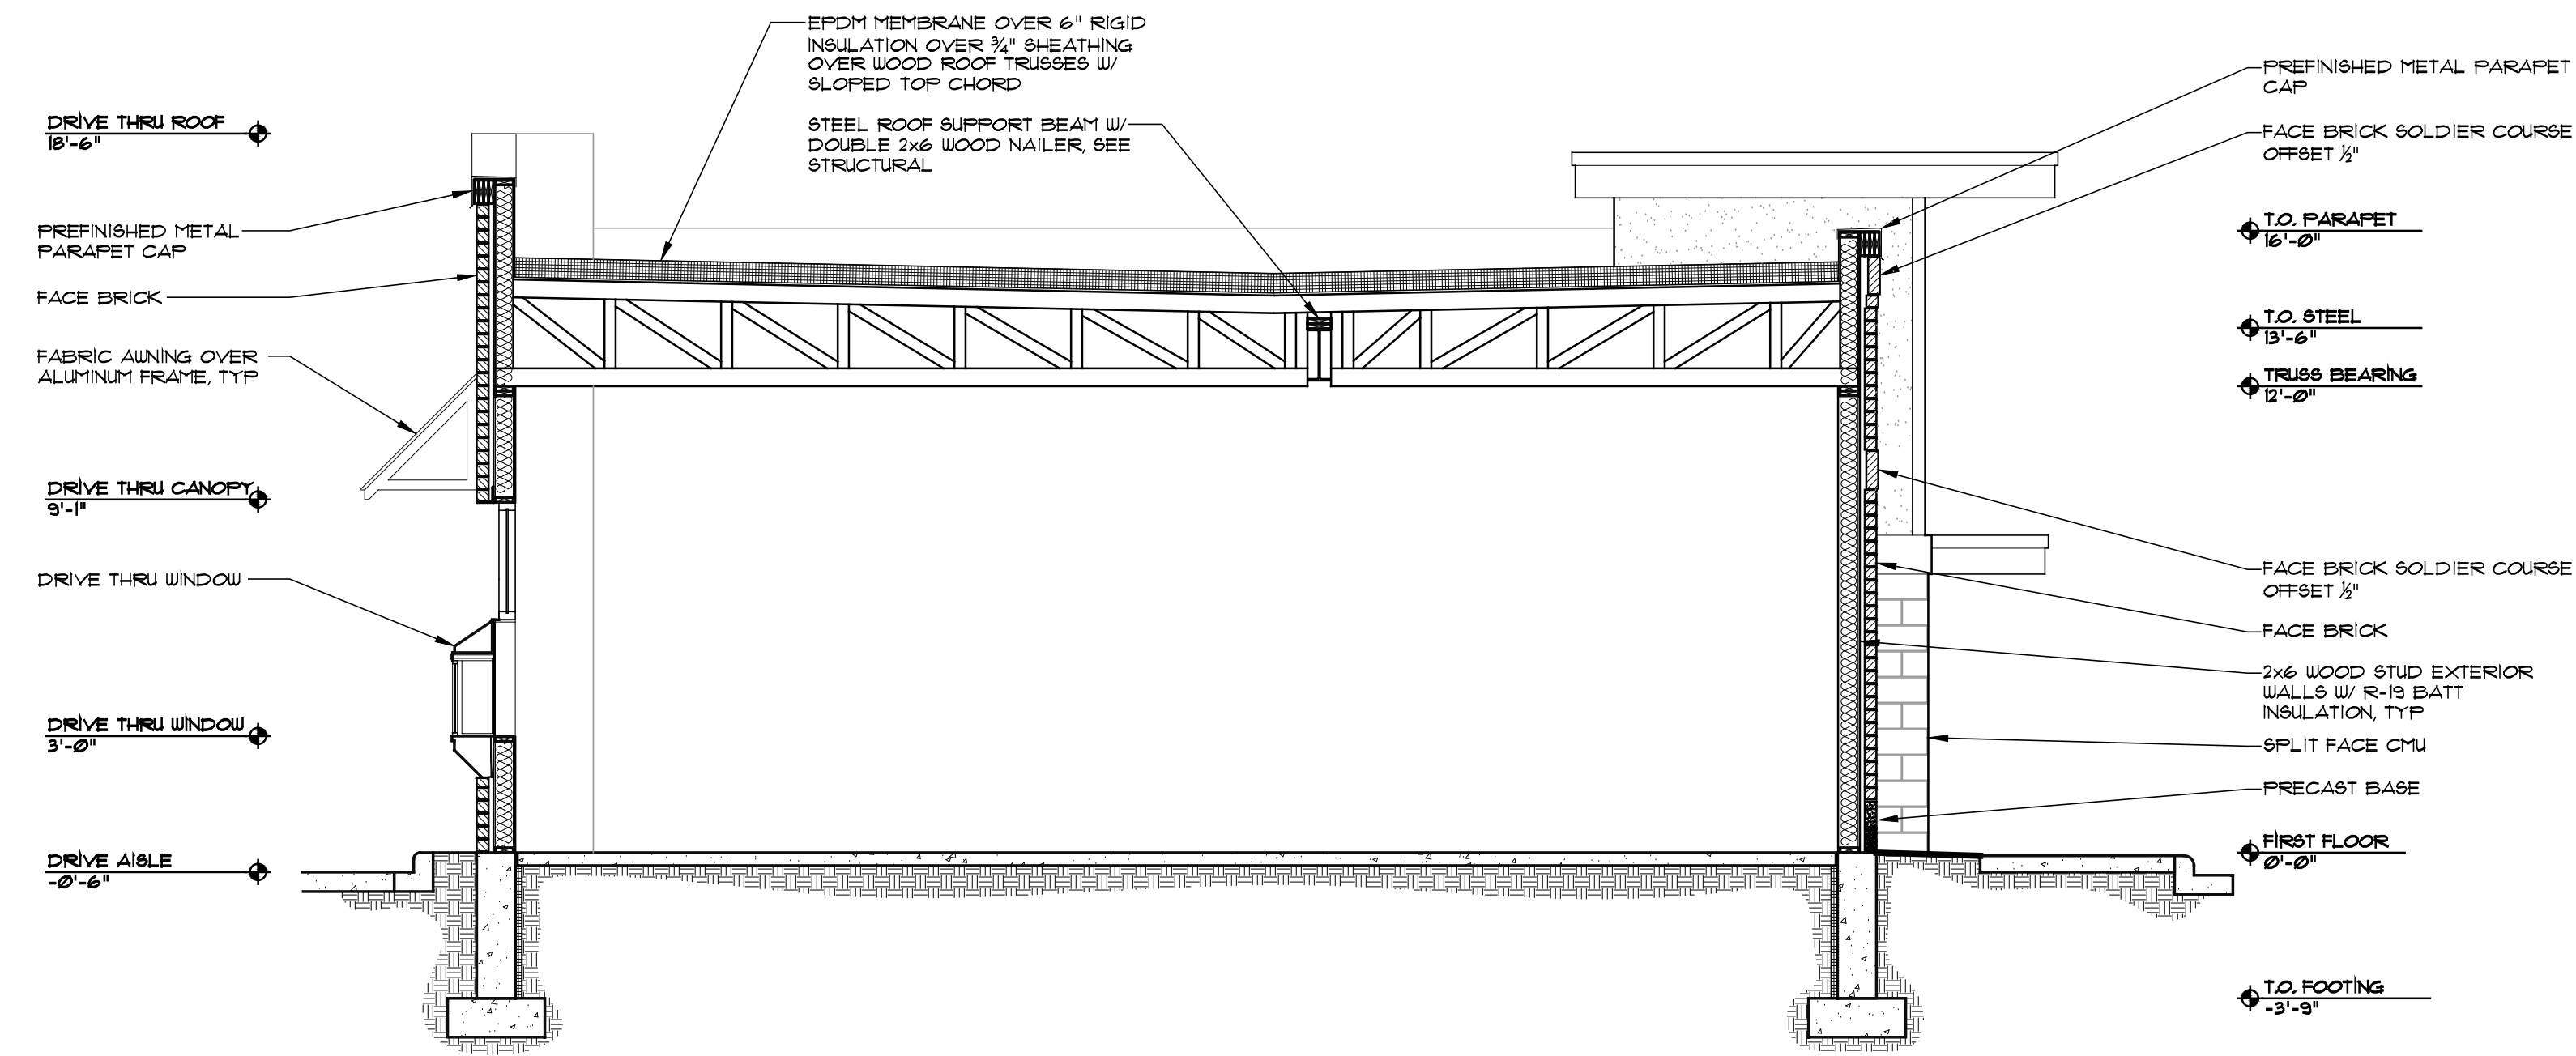 EPDM MEMBRANE OVER 6" RIGID
INSULATION OVER ¾" SHEATHING
OVER WOOD ROOF TRUSSES W/
SLOPED TOP CHORD
STEEL ROOF SUPPORT BEAM W/
DOUBLE 2x6 WOOD NAILER, SEE
STRUCTURAL
DRIVE THRU ROOF
18'-6"
PREFINISHED METAL
PARAPET CAP
FACE BRICK
FABRIC AWNING OVER
ALUMINUM FRAME, TYP
DRIVE THRU CANOPY
9'-1"
DRIVE THRU WINDOW
DRIVE THRU WINDOW
3'-0"
DRIVE AISLE
-0'-6"
PREFINISHED METAL PARAPET
CAP
FACE BRICK SOLDIER COURSE
OFFSET ½"
T.O. PARAPET
16'-0"
T.O. STEEL
13'-6"
TRUSS BEARING
12'-0"
FACE BRICK SOLDIER COURSE
OFFSET ½"
FACE BRICK
2x6 WOOD STUD EXTERIOR
WALLS W/ R-19 BATT
INSULATION, TYP
SPLIT FACE CMU
PRECAST BASE
FIRST FLOOR
0'-0"
T.O. FOOTING
-3'-9"